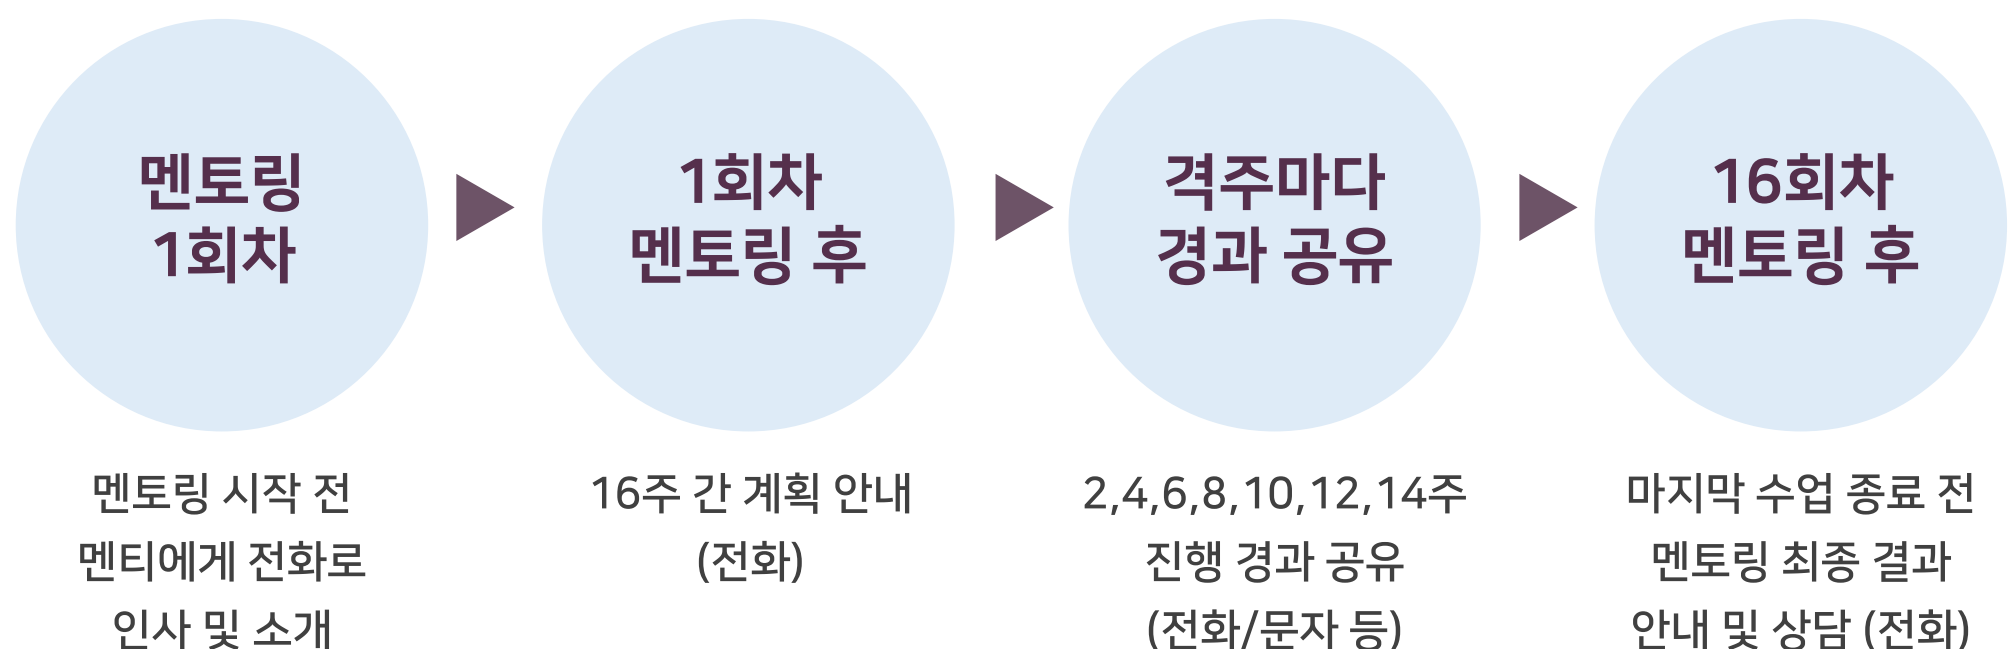 멘토링
1회차
1회차
멘토링 후
격주마다
경과 공유
16회차
멘토링 후
멘토링 시작 전
멘티에게 전화로
인사 및 소개
16주 간 계획 안내
(전화)
2,4,6,8,10,12,14주
진행 경과 공유
(전화/문자 등)
마지막 수업 종료 전
멘토링 최종 결과
안내 및 상담 (전화)